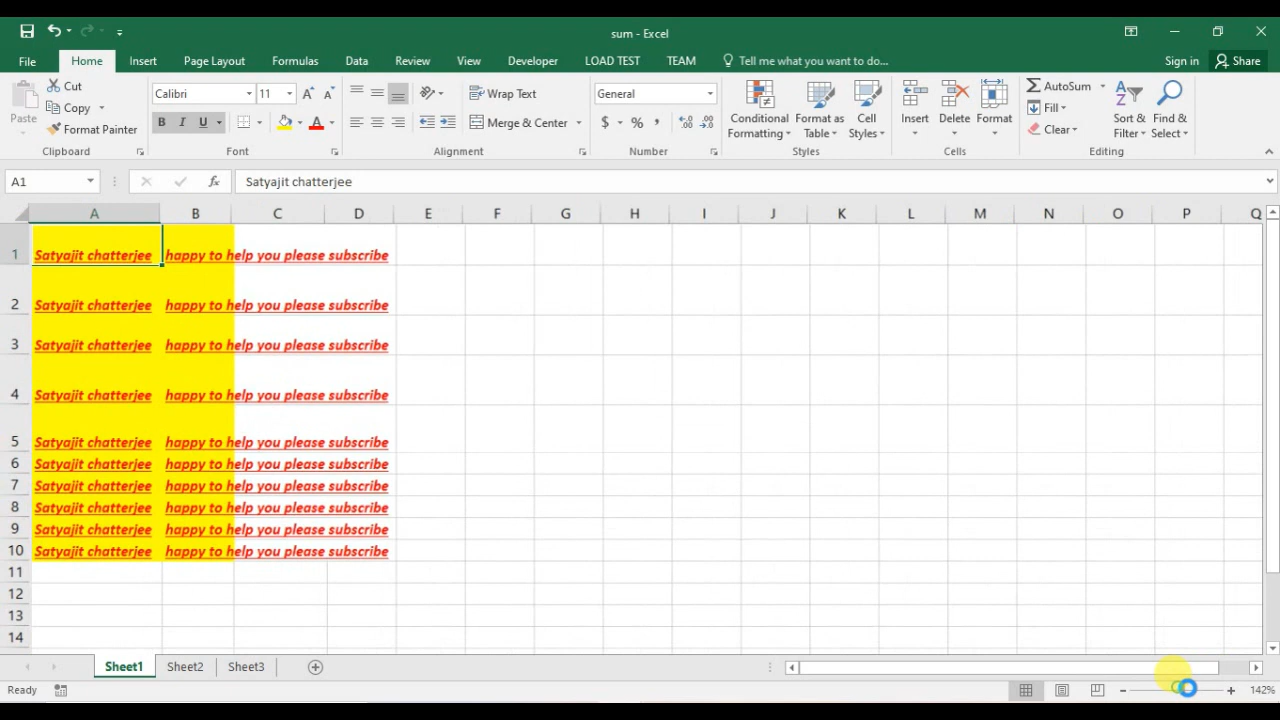 sum - Excel
File Home Insert Page Layout Formulas Data Review View Developer LOAD TEST TEAM Tell me what you want to do... Sign in Share
Cut Calibri 11 Wrap Text General AutoSum
Copy Fill
Paste Format Painter B I U Merge & Center $ % , Conditional Formatting Format as Table Cell Styles Insert Delete Format Clear Sort & Filter Find & Select
Clipboard Font Alignment Number Styles Cells Editing
A1 fx Satyajit chatterjee
A B C D E F G H I J K L M N O P Q
1 Satyajit chatterjee happy to help you please subscribe
2 Satyajit chatterjee happy to help you please subscribe
3 Satyajit chatterjee happy to help you please subscribe
4 Satyajit chatterjee happy to help you please subscribe
5 Satyajit chatterjee happy to help you please subscribe
6 Satyajit chatterjee happy to help you please subscribe
7 Satyajit chatterjee happy to help you please subscribe
8 Satyajit chatterjee happy to help you please subscribe
9 Satyajit chatterjee happy to help you please subscribe
10 Satyajit chatterjee happy to help you please subscribe
11
12
13
14
Sheet1 Sheet2 Sheet3
Ready 142%